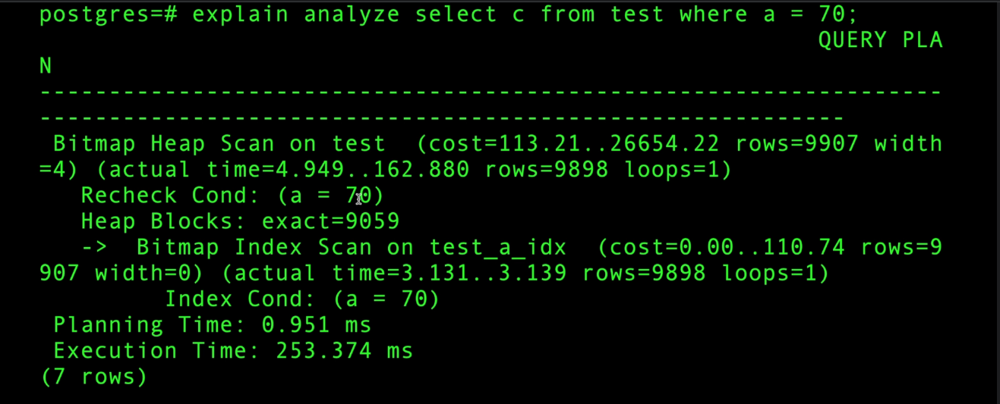 postgres=# explain analyze select c from test where a = 70;
QUERY PLA
N
-----------------------------------------------------------------
----------------------------------------------------------
Bitmap Heap Scan on test  (cost=113.21..26654.22 rows=9907 width
=4) (actual time=4.949..162.880 rows=9898 loops=1)
Recheck Cond: (a = 70)
Heap Blocks: exact=9059
->  Bitmap Index Scan on test_a_idx  (cost=0.00..110.74 rows=9
907 width=0) (actual time=3.131..3.139 rows=9898 loops=1)
Index Cond: (a = 70)
Planning Time: 0.951 ms
Execution Time: 253.374 ms
(7 rows)